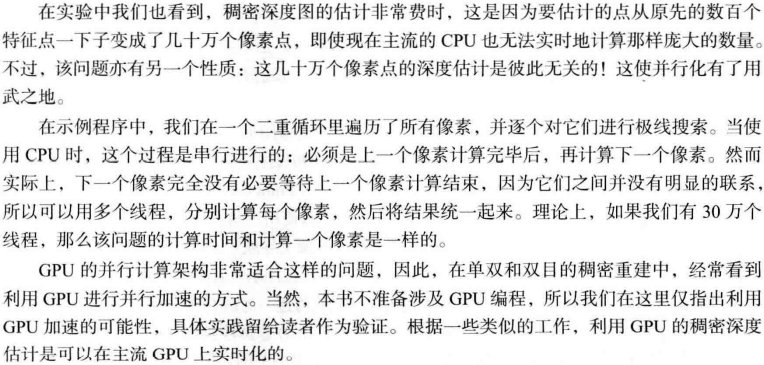 在实验中我们也看到，稠密深度图的估计非常费时，这是因为要估计的点从原先的数百个
特征点一下子变成了几十万个像素点，即使现在主流的 CPU 也无法实时地计算那样庞大的数量。
不过，该问题亦有另一个性质：这几十万个像素点的深度估计是彼此无关的！这使并行化有了用
武之地。
在示例程序中，我们在一个二重循环里遍历了所有像素，并逐个对它们进行极线搜索。当使
用 CPU 时，这个过程是串行进行的：必须是上一个像素计算完毕后，再计算下一个像素。然而
实际上，下一个像素完全没有必要等待上一个像素计算结束，因为它们之间并没有明显的联系，
所以可以用多个线程，分别计算每个像素，然后将结果统一起来。理论上，如果我们有 30 万个
线程，那么该问题的计算时间和计算一个像素是一样的。
GPU 的并行计算架构非常适合这样的问题，因此，在单双和双目的稠密重建中，经常看到
利用 GPU 进行并行加速的方式。当然，本书不准备涉及 GPU 编程，所以我们在这里仅指出利用
GPU 加速的可能性，具体实践留给读者作为验证。根据一些类似的工作，利用 GPU 的稠密深度
估计是可以在主流 GPU 上实时化的。